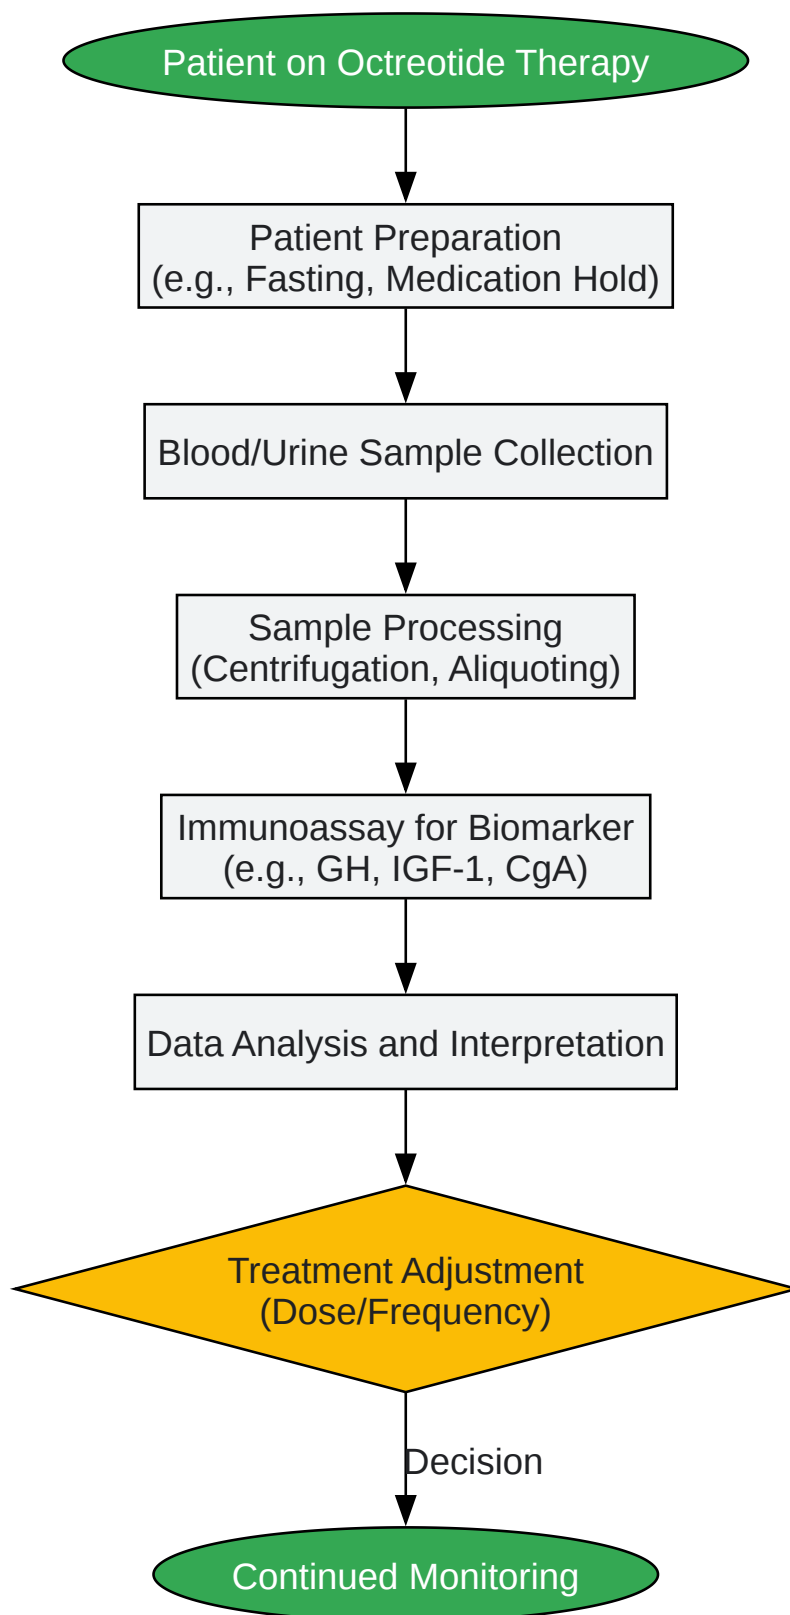 Patient on Octreotide Therapy
Patient Preparation
(e.g., Fasting, Medication Hold)
Blood/Urine Sample Collection
Sample Processing
(Centrifugation, Aliquoting)
Immunoassay for Biomarker
(e.g., GH, IGF-1, CgA)
Data Analysis and Interpretation
Treatment Adjustment
(Dose/Frequency)
Decision
Continued Monitoring